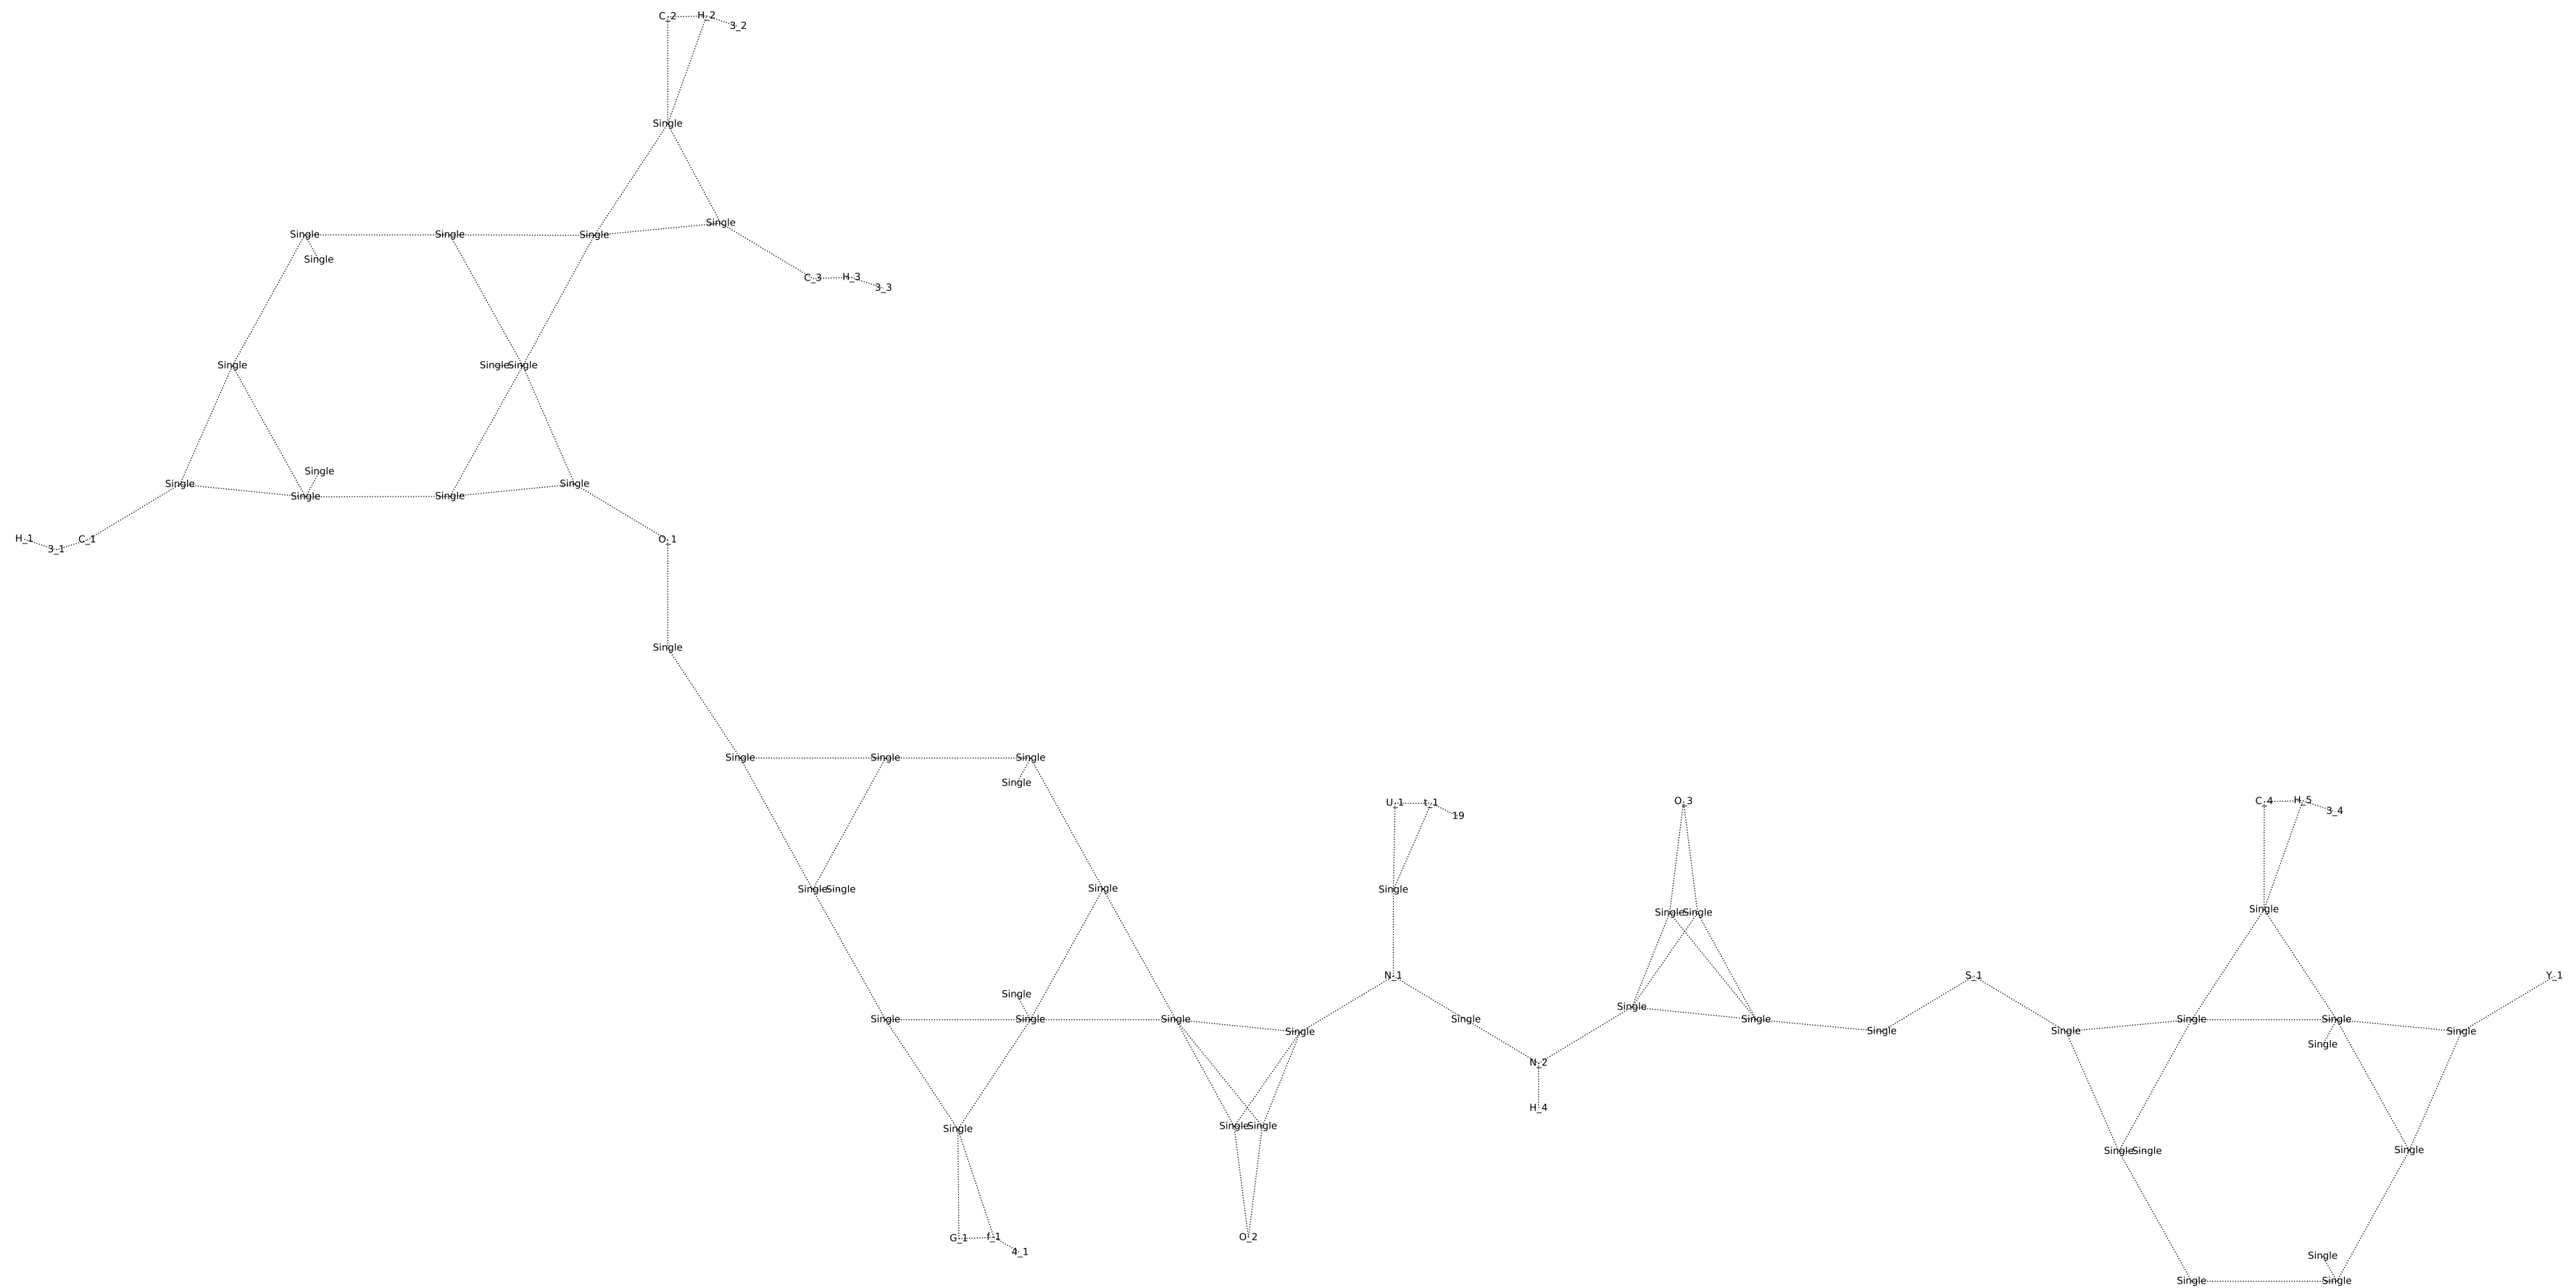 C_2 H_2 3_2
Single
Single
Single Single Single
Single
C_3 H_3 3_3
Single Single Single
Single
Single Single Single Single
H_1 3_1 C_1 O_1
Single
Single Single Single
Single
U_1 t_1 19 O_3 C_4 H_5 3_4
Single Single Single Single
Single Single Single
N_1 S_1 Y_1
Single
Single Single
Single Single Single Single Single Single Single
Single Single Single Single
Single
N_2
H_4
Single Single Single
Single Single Single
G_1 f_1 4_1 O_2
Single
Single Single